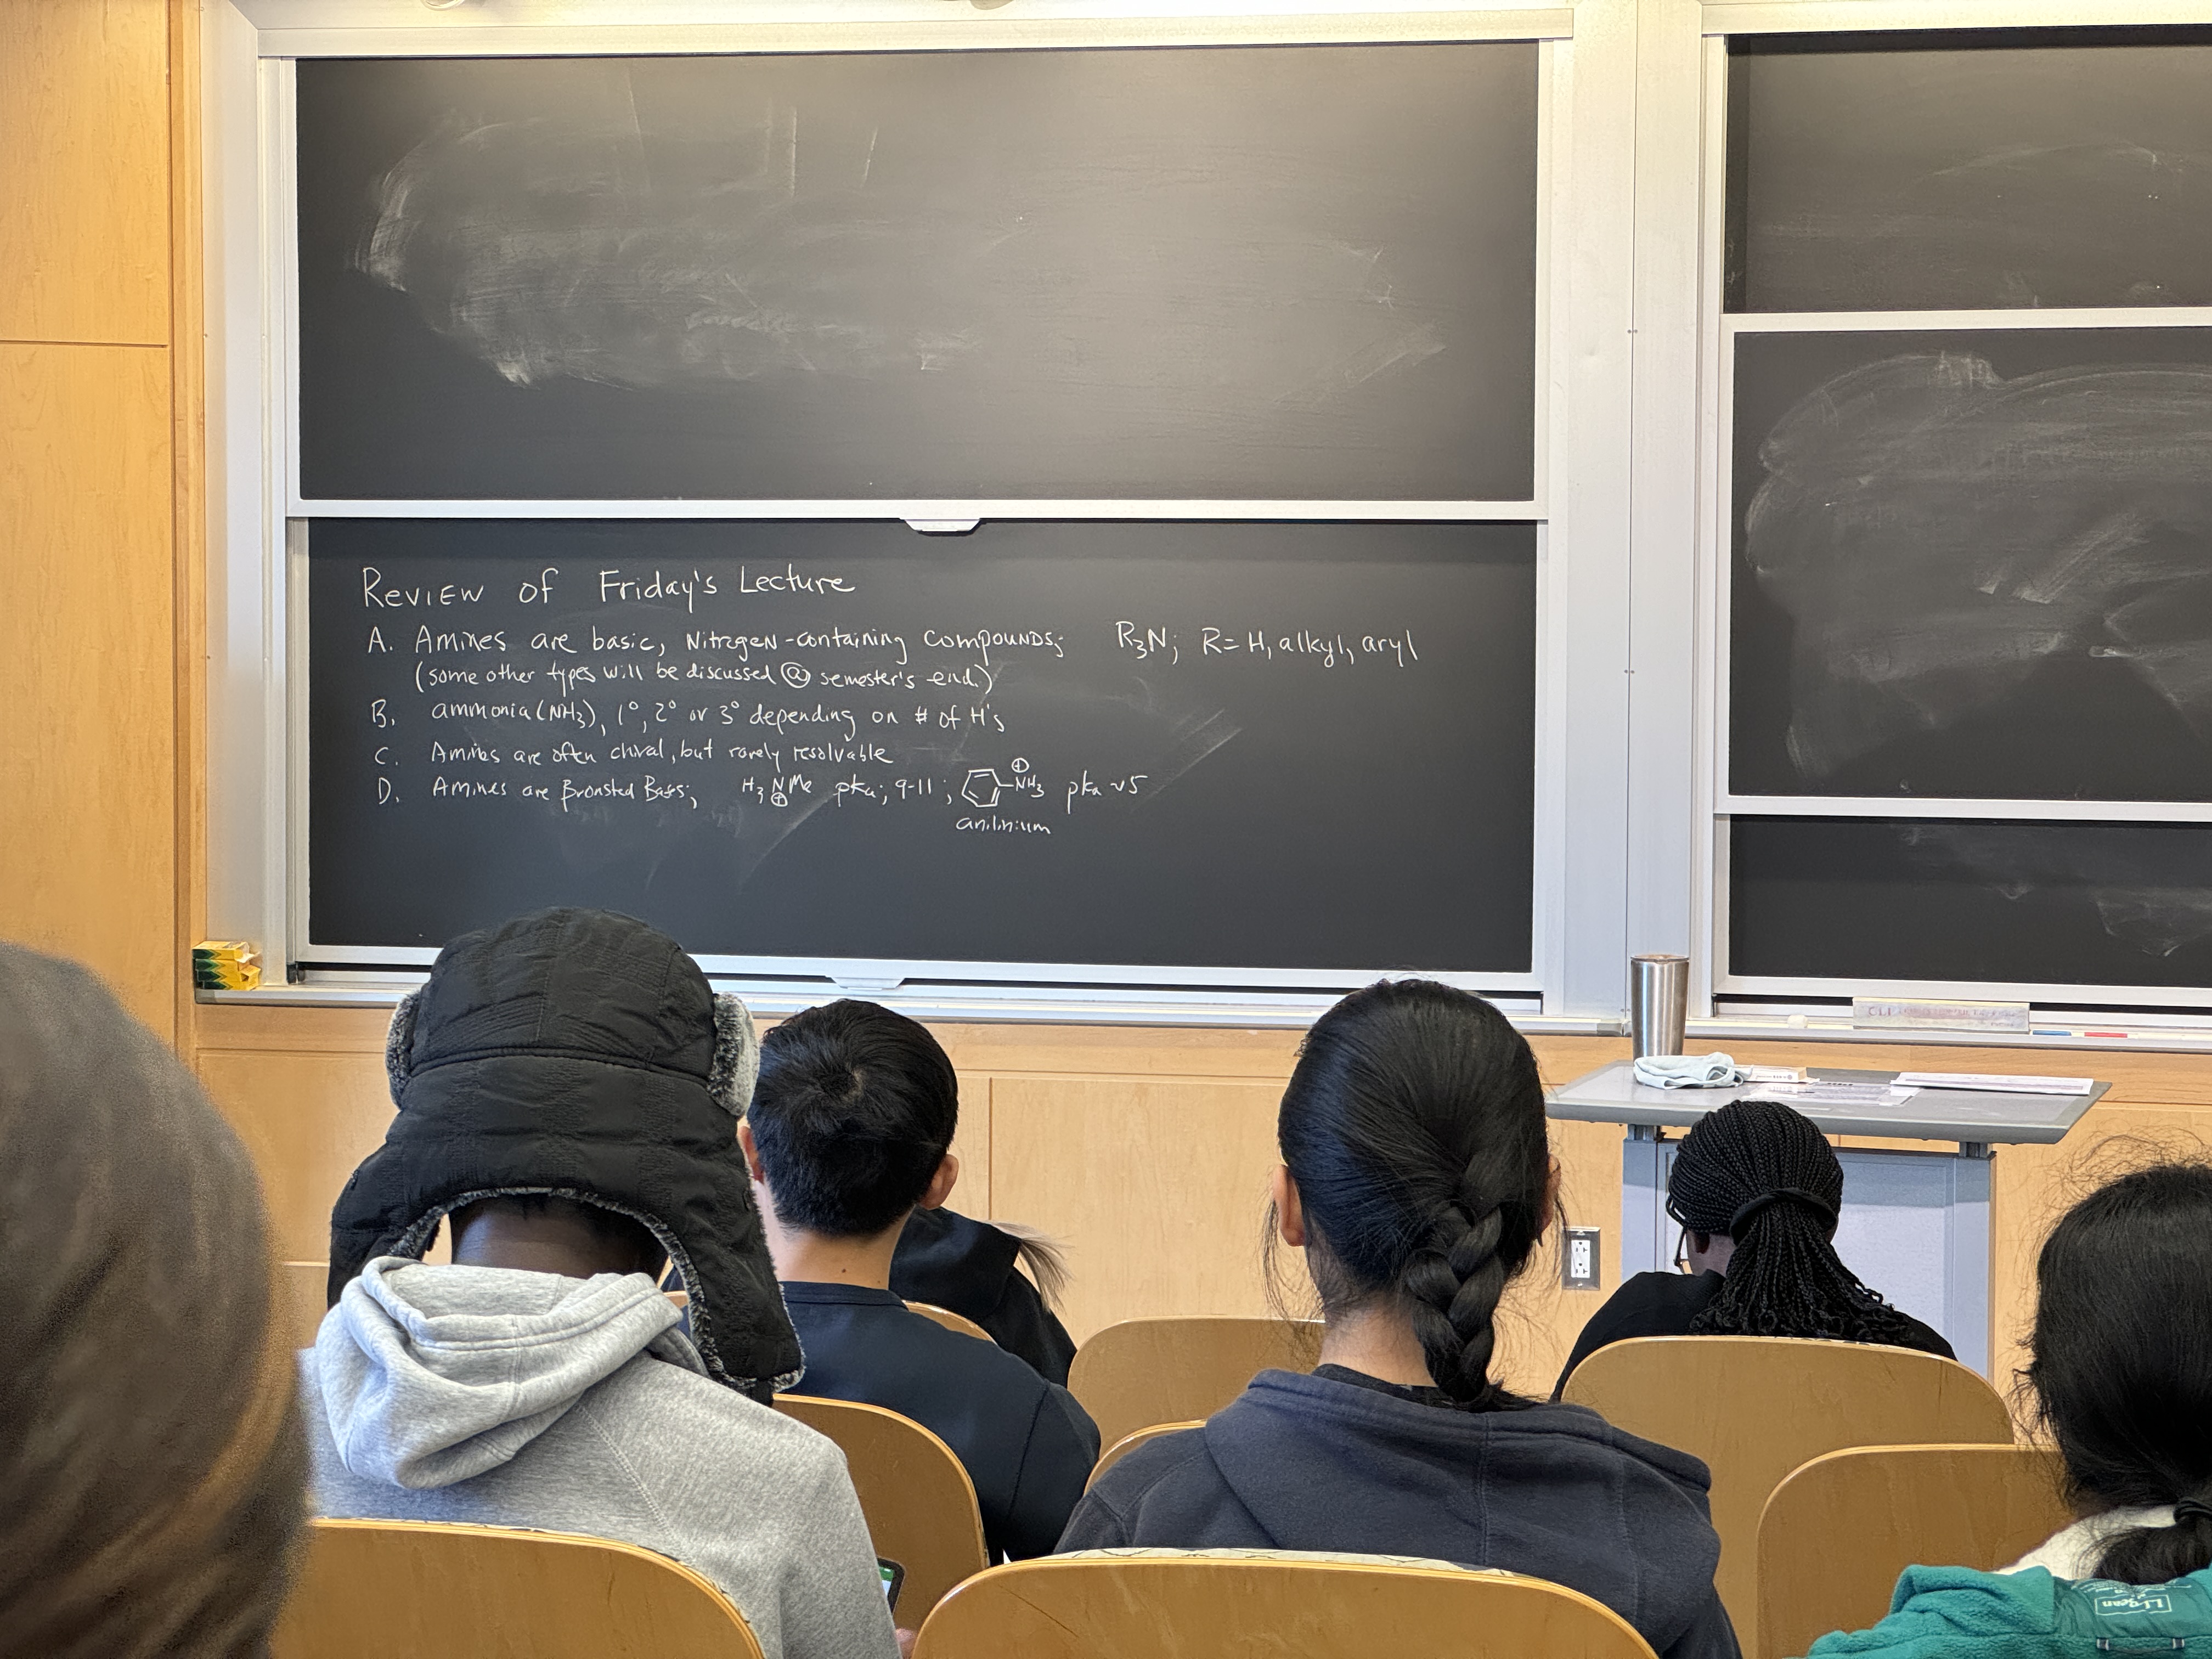 Review of Friday's Lecture
A. Amines are basic, Nitrogen-containing compounds; R₃N; R= H, alkyl, aryl
(some other types will be discussed @ semester's end.)
B. ammonia (NH₃), 1°, 2° or 3° depending on # of H's
C. Amines are often chiral, but rarely resolvable
D. Amines are Bronsted Bases; H₃NMe pka; 9-11; NH₃ pka ~5
⊕ ⊕
anilinium
L.L.Bean